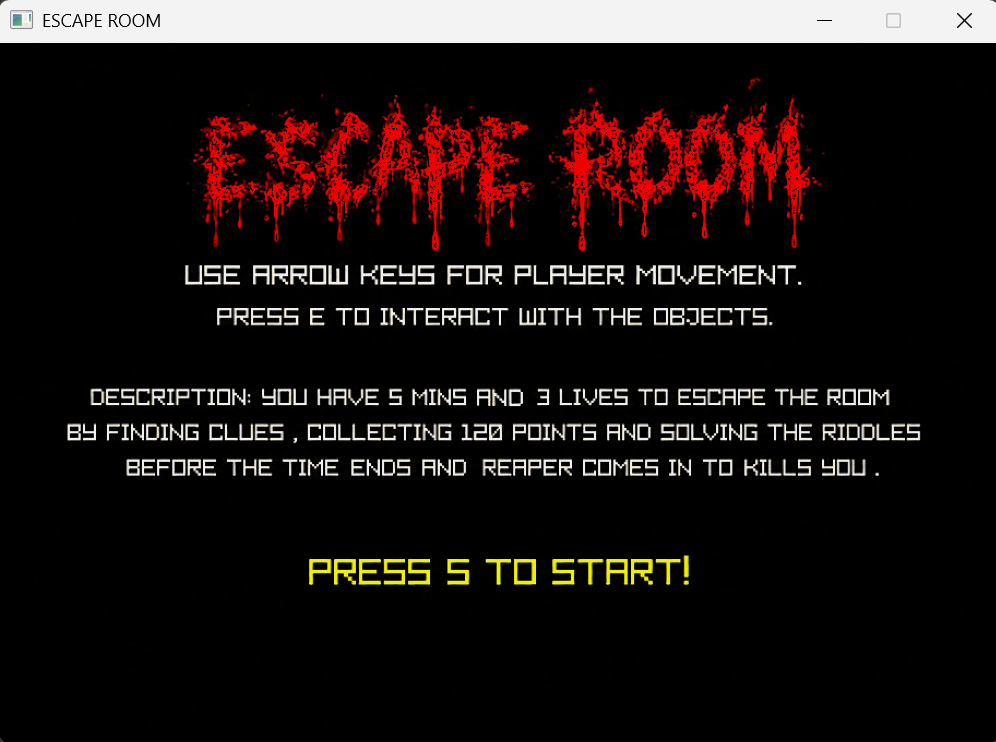 ESCAPE ROOM
ESCAPE ROOM
USE ARROW KEYS FOR PLAYER MOVEMENT.
PRESS E TO INTERACT WITH THE OBJECTS.
DESCRIPTION: YOU HAVE 5 MINS AND 3 LIVES TO ESCAPE THE ROOM
BY FINDING CLUES , COLLECTING 120 POINTS AND SOLVING THE RIDDLES
BEFORE THE TIME ENDS AND REAPER COMES IN TO KILLS YOU .
PRESS S TO START!